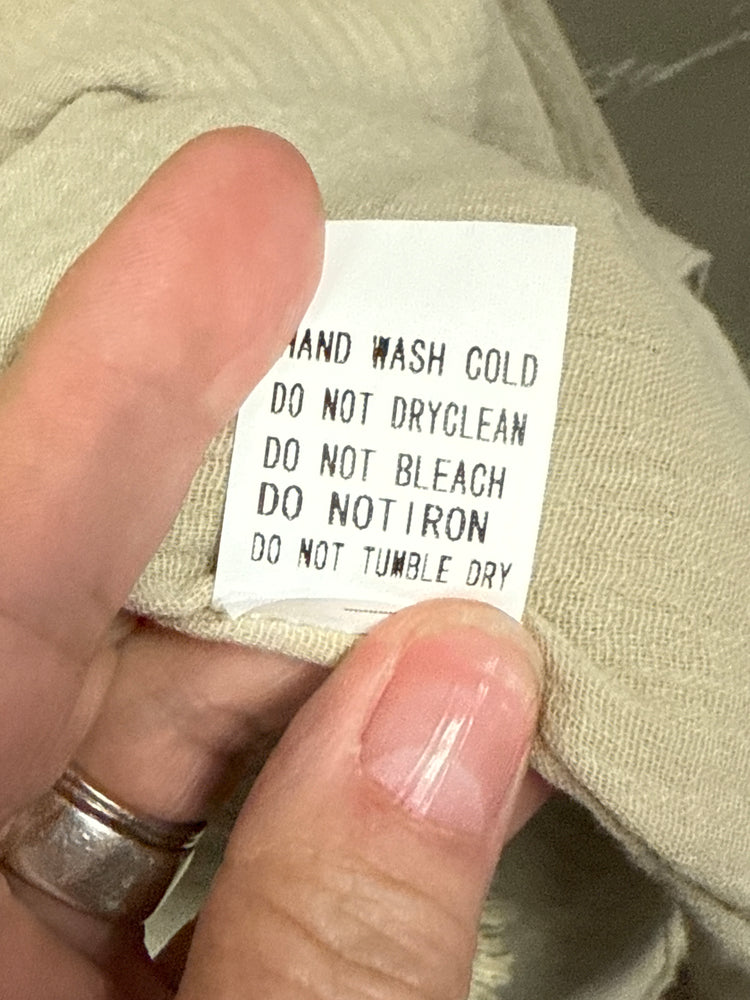 HAND WASH COLD
DO NOT DRYCLEAN
DO NOT BLEACH
DO NOT IRON
DO NOT TUMBLE DRY